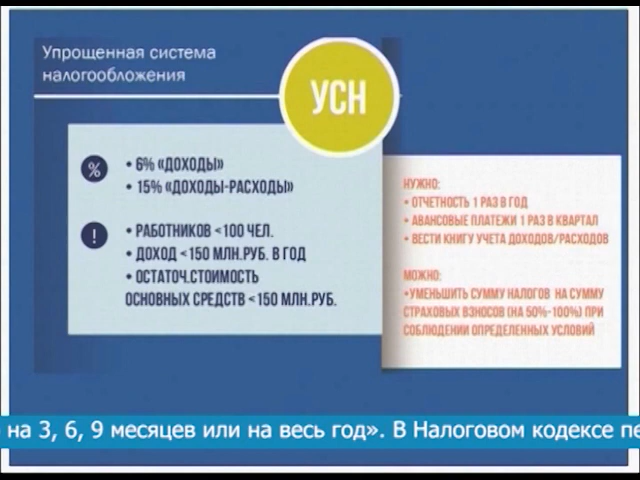 Упрощенная система
налогообложения
УСН
• 6% «ДОХОДЫ»
%
• 15% «ДОХОДЫ-РАСХОДЫ»
• РАБОТНИКОВ <100 ЧЕЛ.
!
• ДОХОД <150 МЛН.РУБ. В ГОД
• ОСТАТОЧ.СТОИМОСТЬ
ОСНОВНЫХ СРЕДСТВ <150 МЛН.РУБ.
НУЖНО:
• ОТЧЕТНОСТЬ 1 РАЗ В ГОД
• АВАНСОВЫЕ ПЛАТЕЖИ 1 РАЗ В КВАРТАЛ
• ВЕСТИ КНИГУ УЧЕТА ДОХОДОВ/РАСХОДОВ
МОЖНО:
•УМЕНЬШИТЬ СУММУ НАЛОГОВ НА СУММУ
СТРАХОВЫХ ВЗНОСОВ (НА 50%-100%) ПРИ
СОБЛЮДЕНИИ ОПРЕДЕЛЕННЫХ УСЛОВИЙ
на 3, 6, 9 месяцев или на весь год». В Налоговом кодексе пе